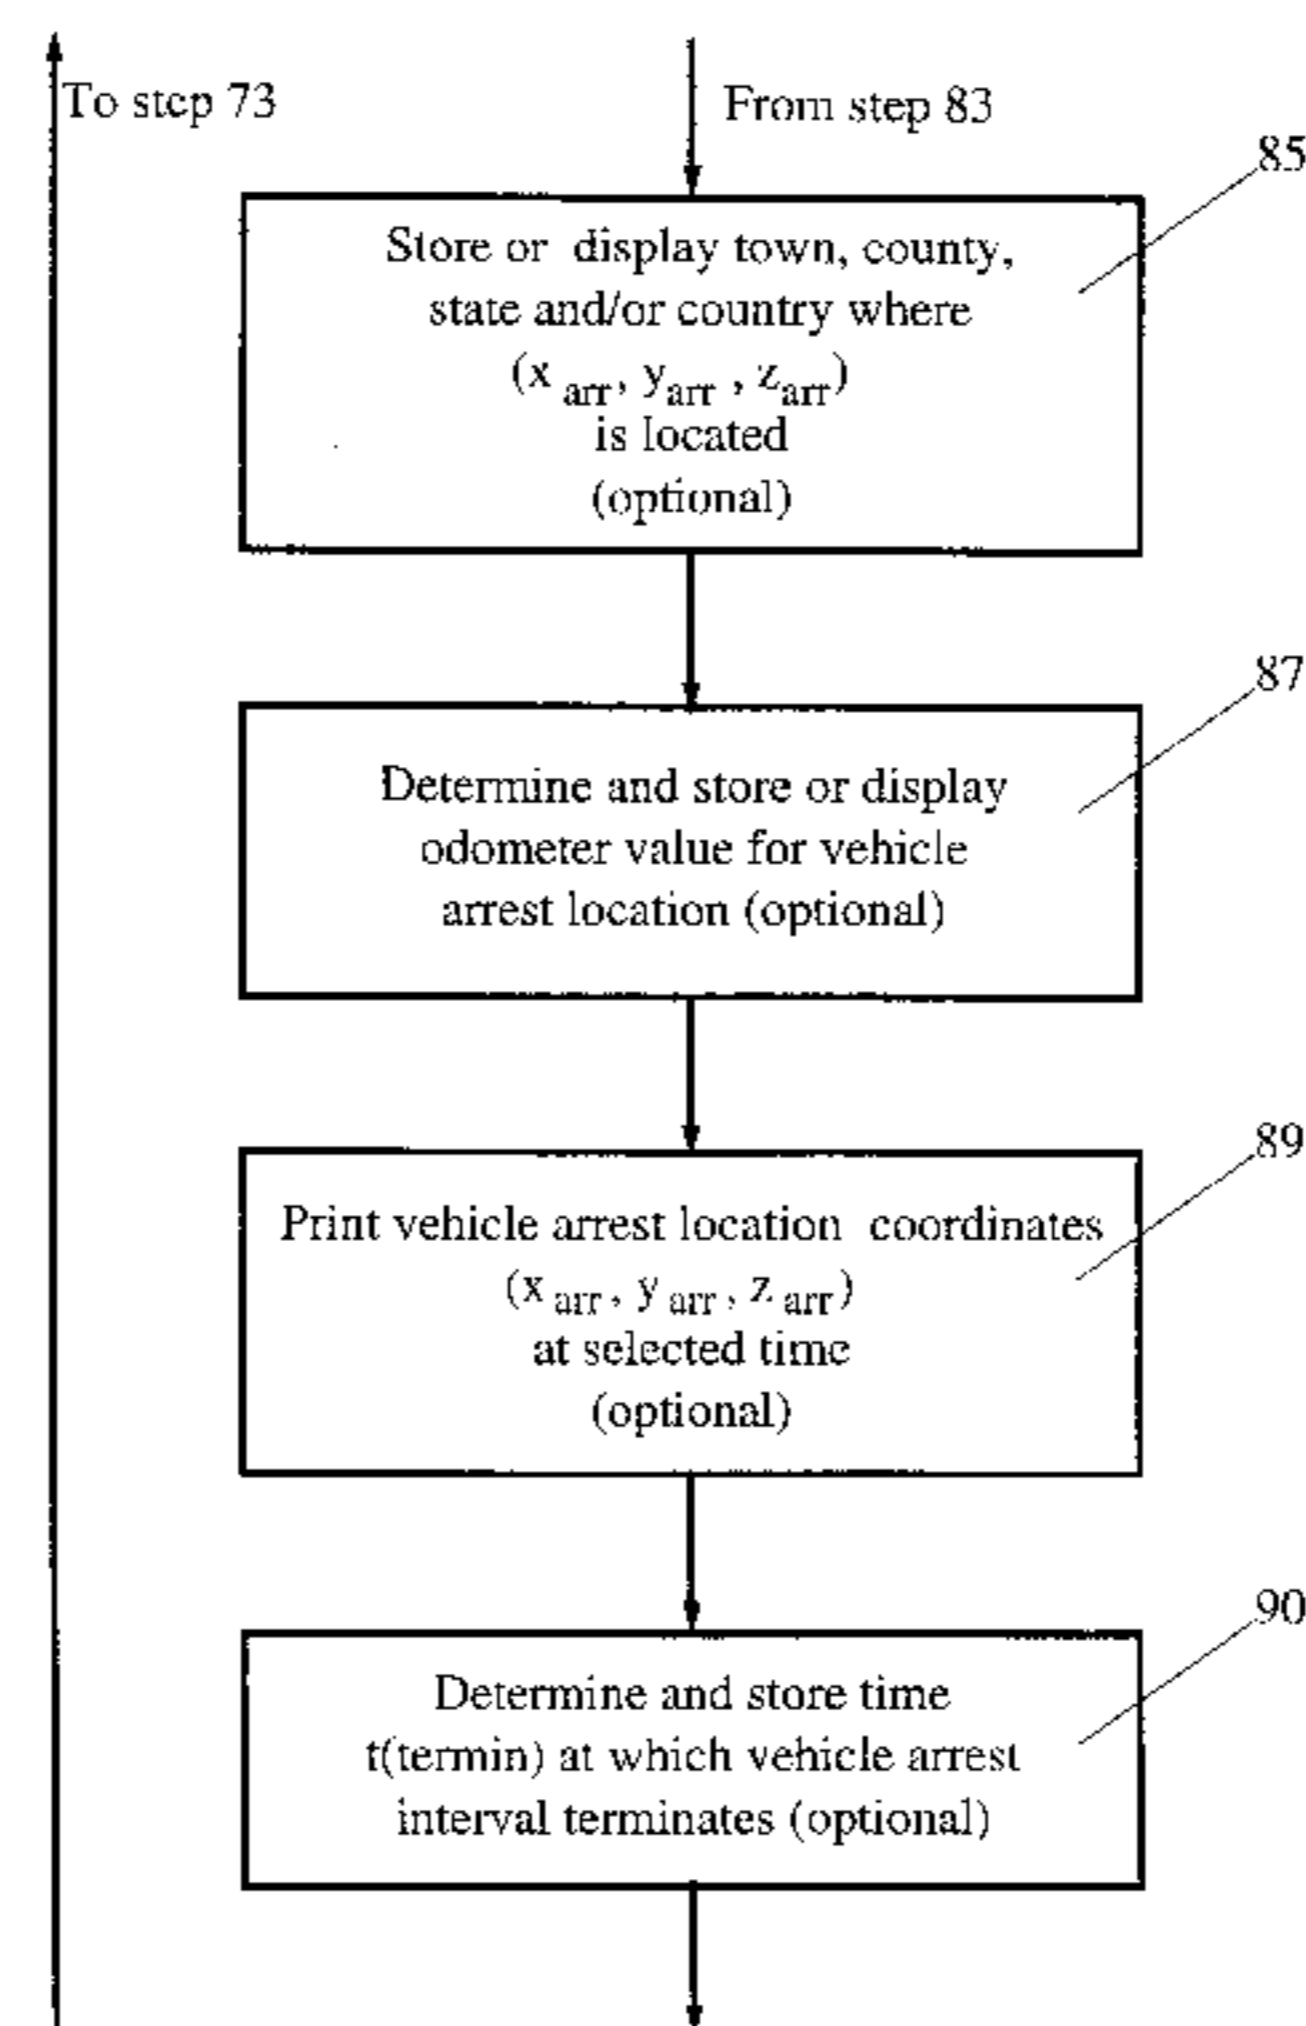 To step 73
From step 83
85
Store or display town, county,
state and/or country where
(x arr, y arr, z arr)
is located
(optional)
87
Determine and store or display
odometer value for vehicle
arrest location (optional)
89
Print vehicle arrest location coordinates
(x arr, y arr, z arr)
at selected time
(optional)
90
Determine and store time
t(termin) at which vehicle arrest
interval terminates (optional)